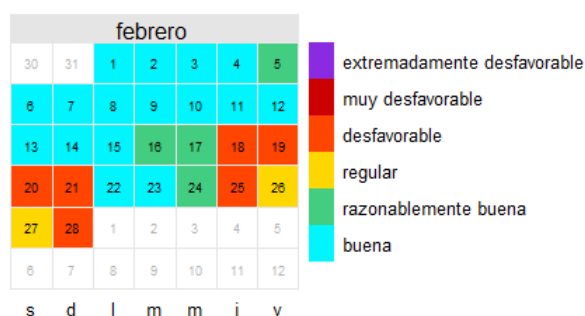 febrero
30 31 1 2 3 4 5
6 7 8 9 10 11 12
13 14 15 16 17 18 19
20 21 22 23 24 25 26
27 28 1 2 3 4 5
6 7 8 9 10 11 12
s d l m m j v
extremadamente desfavorable
muy desfavorable
desfavorable
regular
razonablemente buena
buena